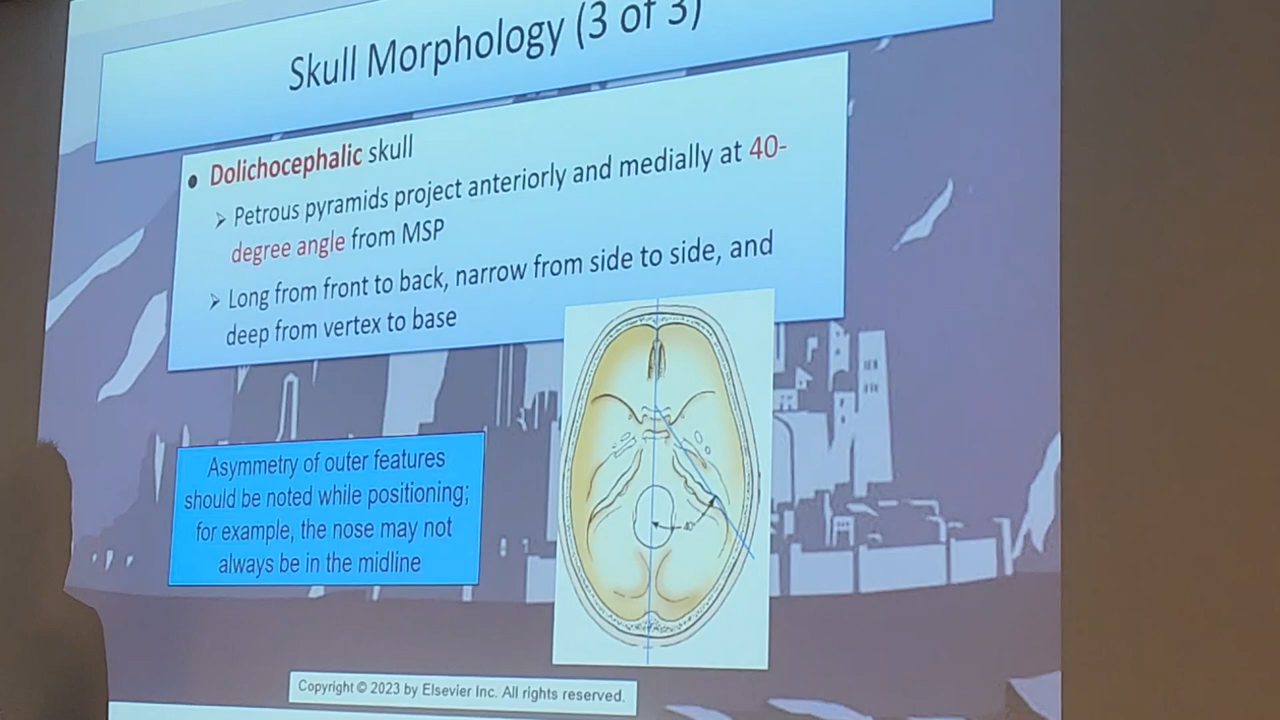 Skull Morphology (3 of 3)
• Dolichocephalic skull
➢ Petrous pyramids project anteriorly and medially at 40-
degree angle from MSP
➢ Long from front to back, narrow from side to side, and
deep from vertex to base
Asymmetry of outer features
should be noted while positioning;
for example, the nose may not
always be in the midline
40°
Copyright © 2023 by Elsevier Inc. All rights reserved.